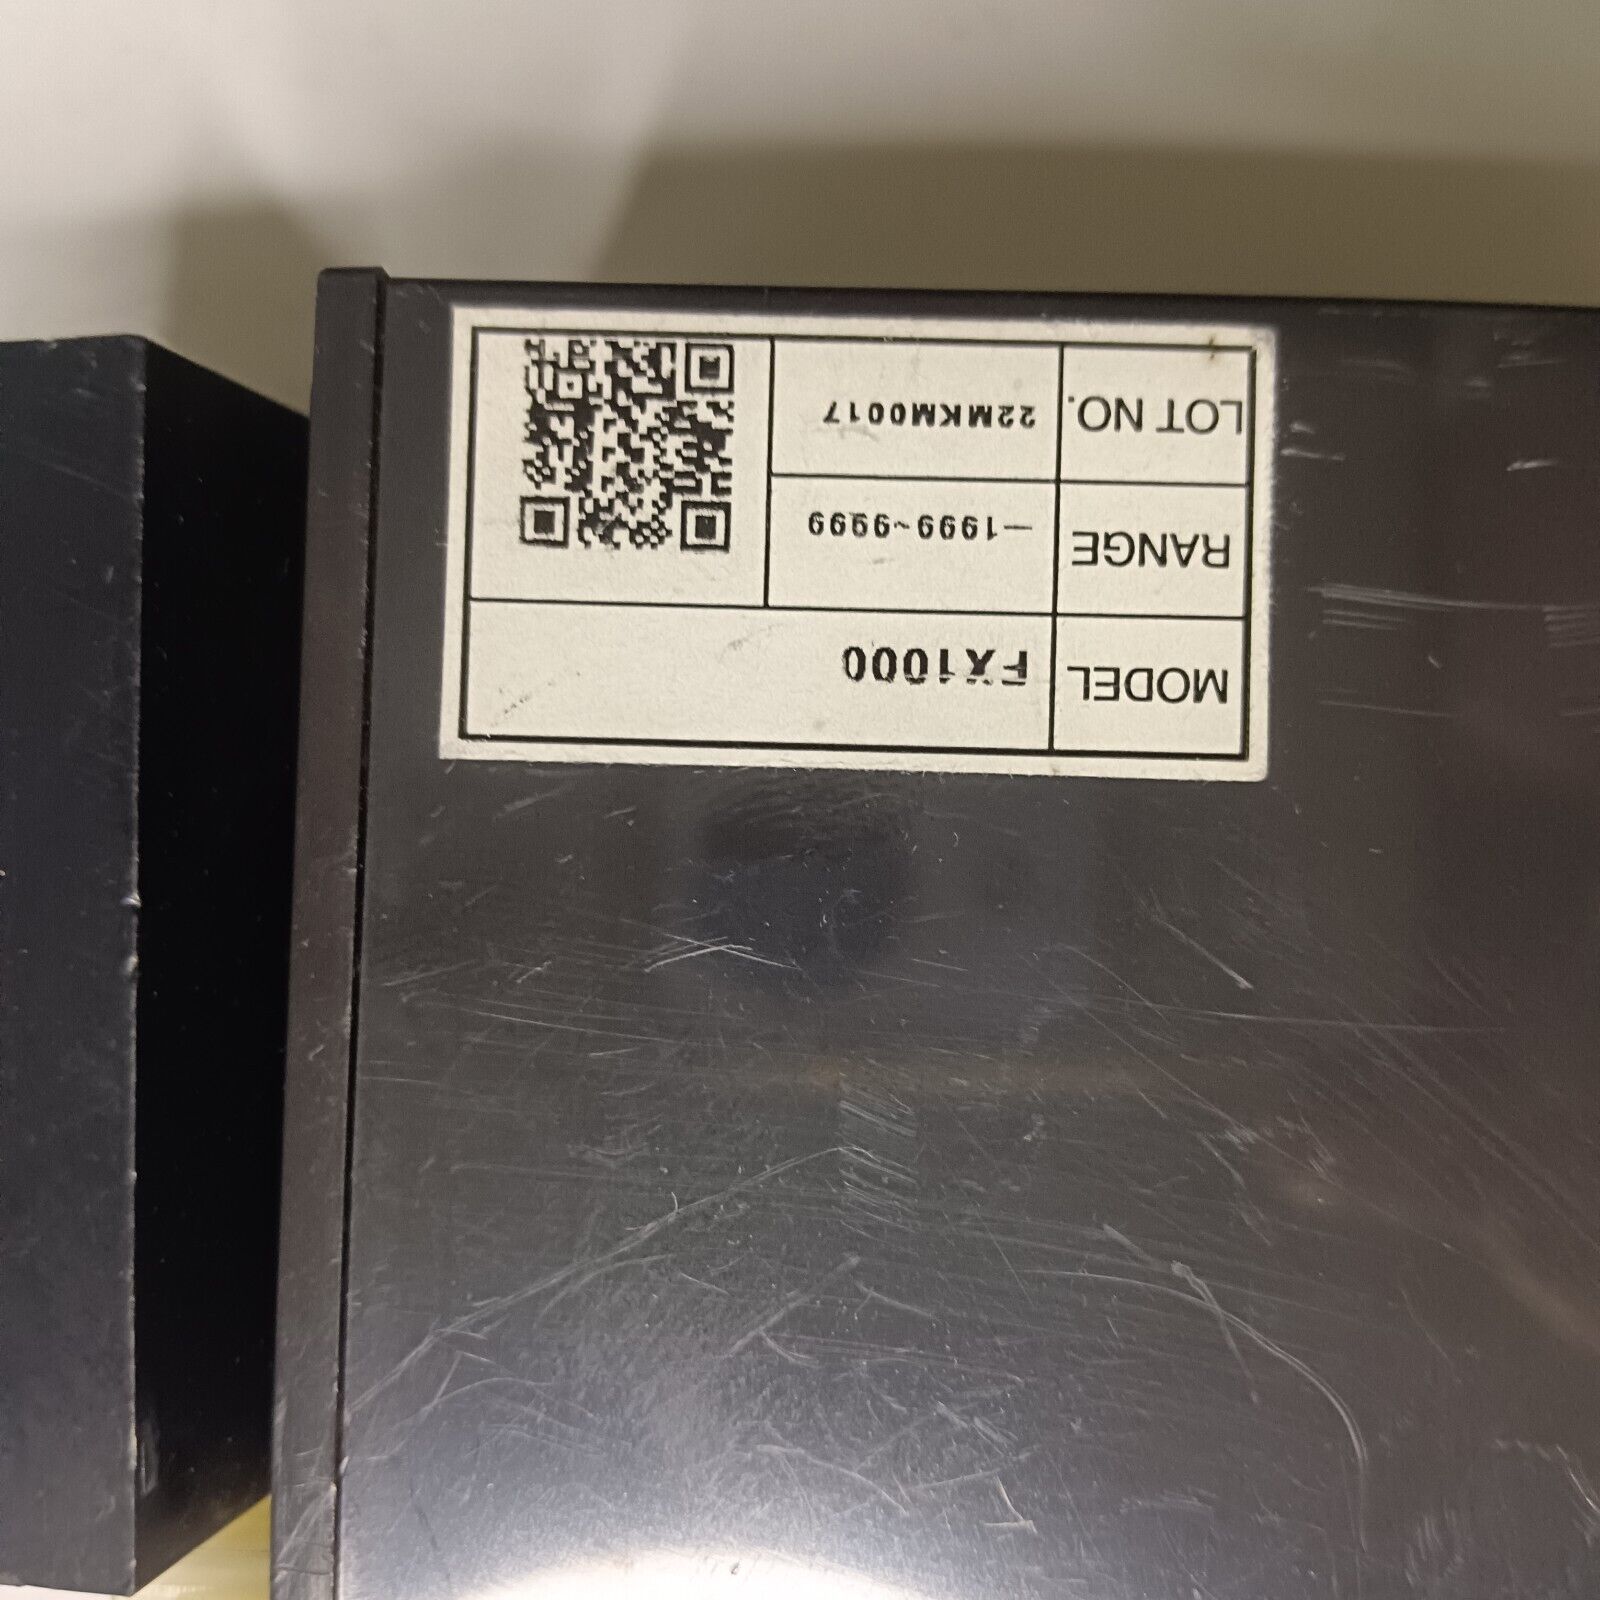 MODEL FX1000
RANGE —1999~9999
LOT NO. 22MKM0017